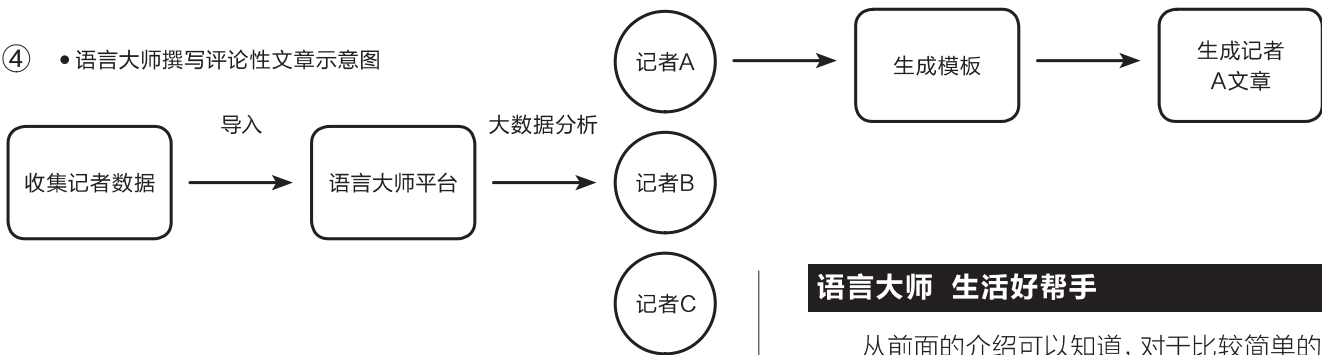 ④ •语言大师撰写评论性文章示意图
收集记者数据
导入
语言大师平台
大数据分析
记者A
生成模板
生成记者
A文章
记者B
记者C
语言大师 生活好帮手
从前面的介绍可以知道，对于比较简单的